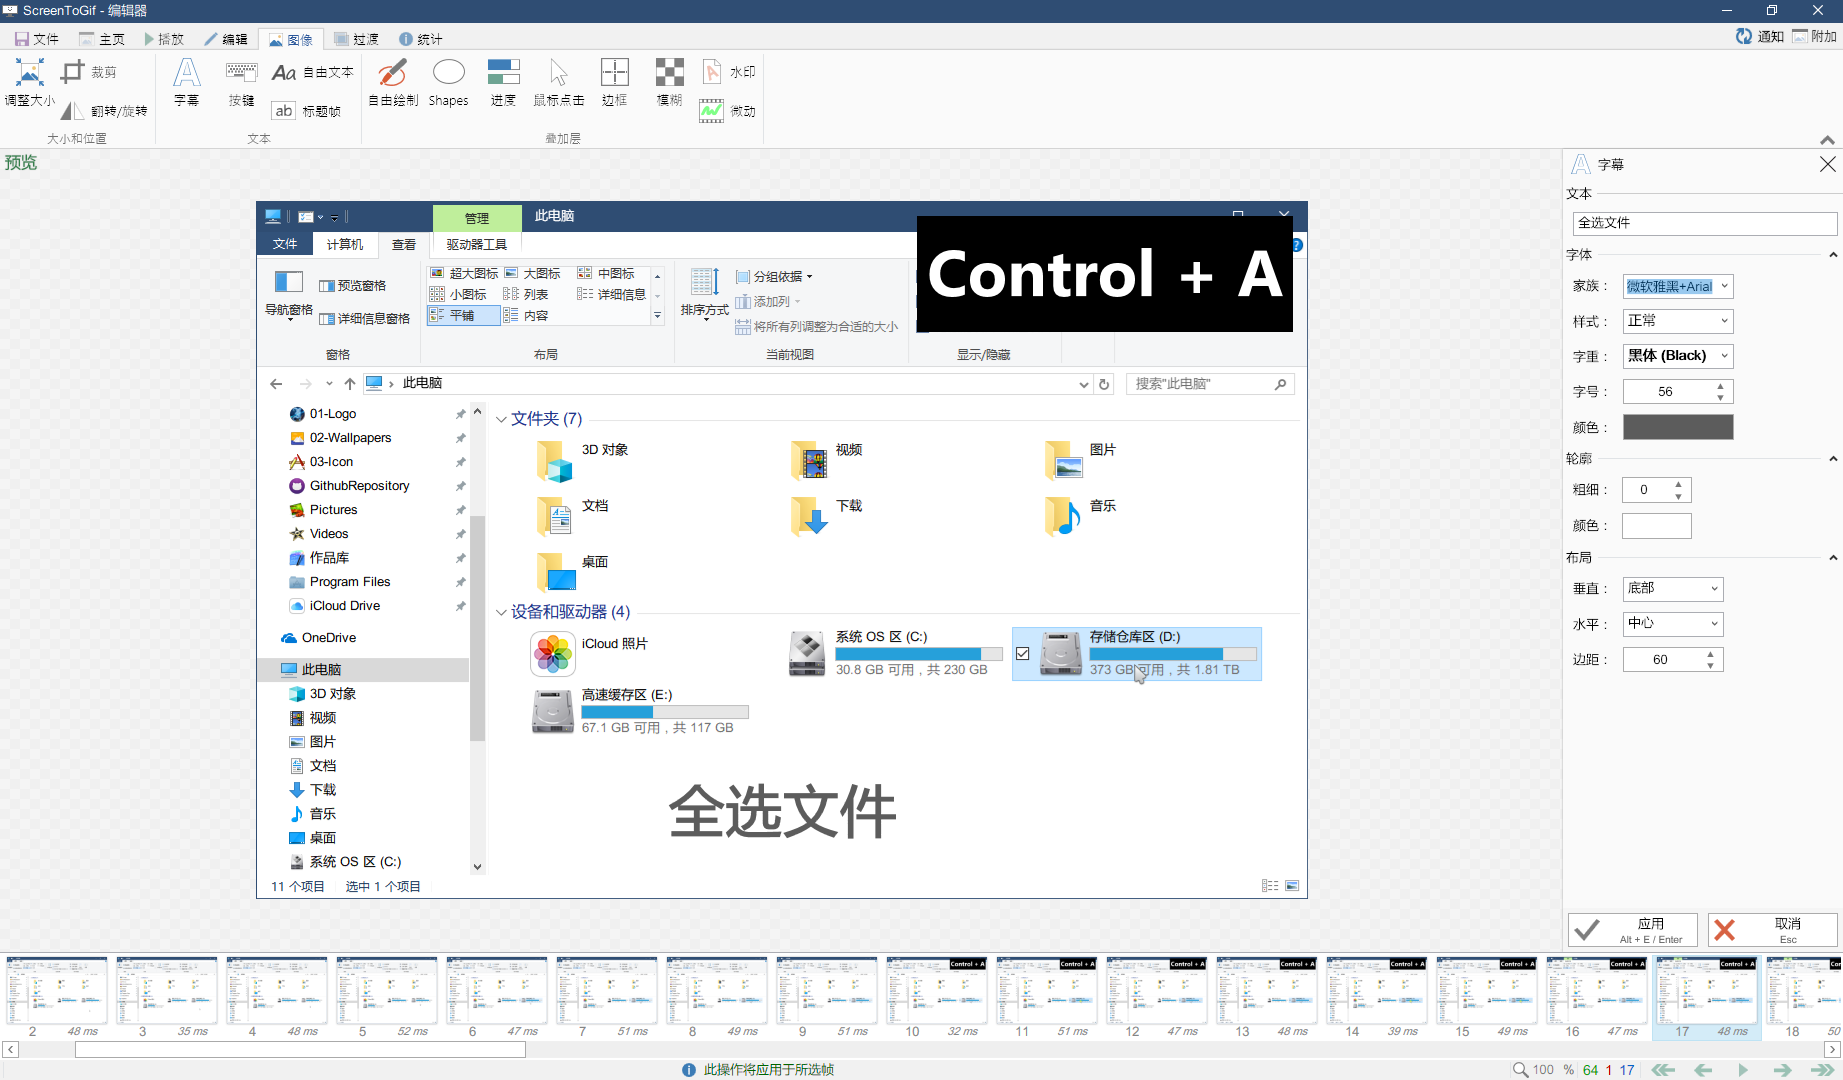 ScreenToGif - 编辑器
文件 主页 播放 编辑 图像 过渡 统计 通知 附加
调整大小 裁剪 翻转/旋转 字幕 按键 自由文本 标题帧 自由绘制 Shapes 进度 鼠标点击 边框 模糊 水印 微动
大小和位置 文本 叠加层
预览
管理 此电脑
文件 计算机 查看 驱动器工具
导航窗格 预览窗格 详细信息窗格
超大图标 大图标 中图标
小图标 列表 详细信息
平铺 内容
排序方式 分组依据
添加列
将所有列调整为合适的大小
窗格 布局 当前视图 显示/隐藏
Control + A
此电脑 搜索"此电脑"
01-Logo
02-Wallpapers
03-Icon
GithubRepository
Pictures
Videos
作品库
Program Files
iCloud Drive
OneDrive
此电脑
3D 对象
视频
图片
文档
下载
音乐
桌面
系统 OS 区 (C:)
文件夹 (7)
3D 对象 视频 图片
文档 下载 音乐
桌面
设备和驱动器 (4)
iCloud 照片
系统 OS 区 (C:)
30.8 GB 可用，共 230 GB
存储仓库区 (D:)
373 GB 可用，共 1.81 TB
高速缓存区 (E:)
67.1 GB 可用，共 117 GB
全选文件
11 个项目 选中 1 个项目
字幕
文本
全选文件
字体
家族： 微软雅黑+Arial
样式： 正常
字重： 黑体 (Black)
字号： 56
颜色：
轮廓
粗细： 0
颜色：
布局
垂直： 底部
水平： 中心
边距： 60
应用
Alt + E / Enter
取消
Esc
Control + A Control + A Control + A Control + A Control + A Control + A Control + A Control + A Con
2 48 ms 3 35 ms 4 48 ms 5 52 ms 6 47 ms 7 51 ms 8 49 ms 9 51 ms 10 32 ms 11 51 ms 12 47 ms 13 48 ms 14 39 ms 15 49 ms 16 47 ms 17 48 ms 18 50
此操作将应用于所选帧
100 % 64 1 17